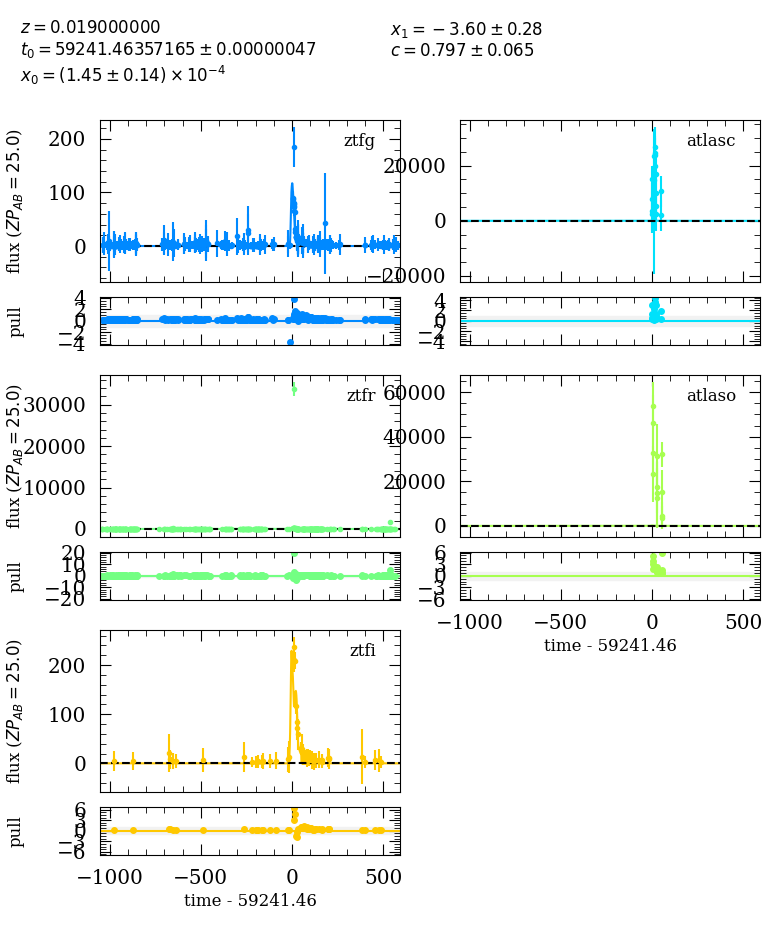 z = 0.019000000
t0 = 59241.46357165 ± 0.00000047
x0 = (1.45 ± 0.14) × 10^−4
x1 = −3.60 ± 0.28
c = 0.797 ± 0.065
flux (ZP_AB = 25.0)
200
100
0
ztfg
20000
0
−20000
atlasc
pull
4
2
0
−2
−4
4
2
0
−2
−4
flux (ZP_AB = 25.0)
30000
20000
10000
0
ztfr
60000
40000
20000
0
atlaso
pull
20
10
0
−10
−20
6
3
0
−3
−6
−1000
−500
0
500
time - 59241.46
flux (ZP_AB = 25.0)
200
100
0
ztfi
pull
6
3
0
−3
−6
−1000
−500
0
500
time - 59241.46